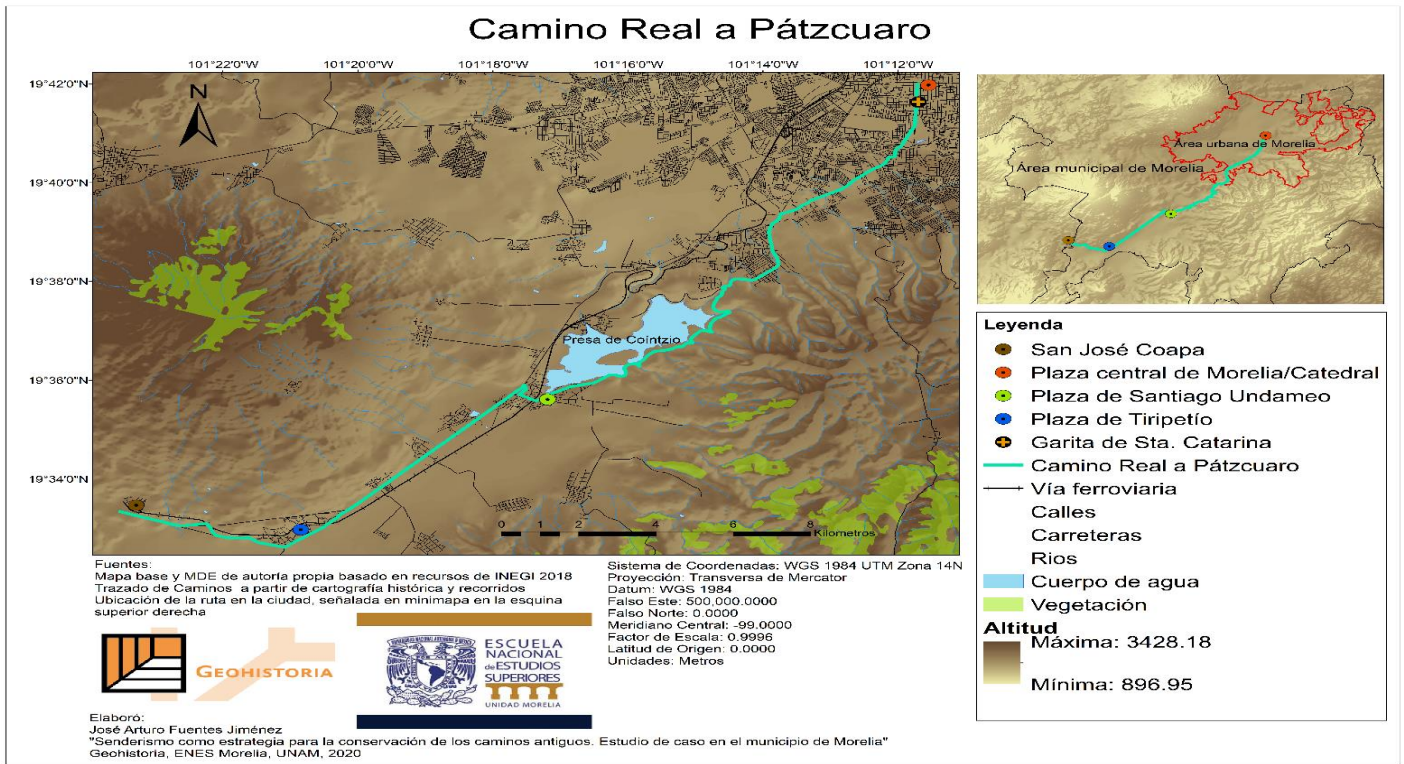 Camino Real a Pátzcuaro
101°22'0"W 101°20'0"W 101°18'0"W 101°16'0"W 101°14'0"W 101°12'0"W
19°42'0"N
19°40'0"N
19°38'0"N
19°36'0"N
19°34'0"N
N
Presa de Cointzio
0 1 2 4 6 8
Kilometros
Área urbana de Morelia
Área municipal de Morelia
Leyenda
San José Coapa
Plaza central de Morelia/Catedral
Plaza de Santiago Undameo
Plaza de Tiripetío
Garita de Sta. Catarina
Camino Real a Pátzcuaro
Vía ferroviaria
Calles
Carreteras
Rios
Cuerpo de agua
Vegetación
Altitud
Máxima: 3428.18
Mínima: 896.95
Fuentes:
Mapa base y MDE de autoría propia basado en recursos de INEGI 2018
Trazado de Caminos a partir de cartografía histórica y recorridos
Ubicación de la ruta en la ciudad, señalada en minimapa en la esquina
superior derecha
Sistema de Coordenadas: WGS 1984 UTM Zona 14N
Proyección: Transversa de Mercator
Datum: WGS 1984
Falso Este: 500,000.0000
Falso Norte: 0.0000
Meridiano Central: -99.0000
Factor de Escala: 0.9996
Latitud de Origen: 0.0000
Unidades: Metros
GEOHISTORIA
ESCUELA
NACIONAL
de ESTUDIOS
SUPERIORES
UNIDAD MORELIA
Elaboró:
José Arturo Fuentes Jiménez
"Senderismo como estrategia para la conservación de los caminos antiguos. Estudio de caso en el municipio de Morelia"
Geohistoria, ENES Morelia, UNAM, 2020